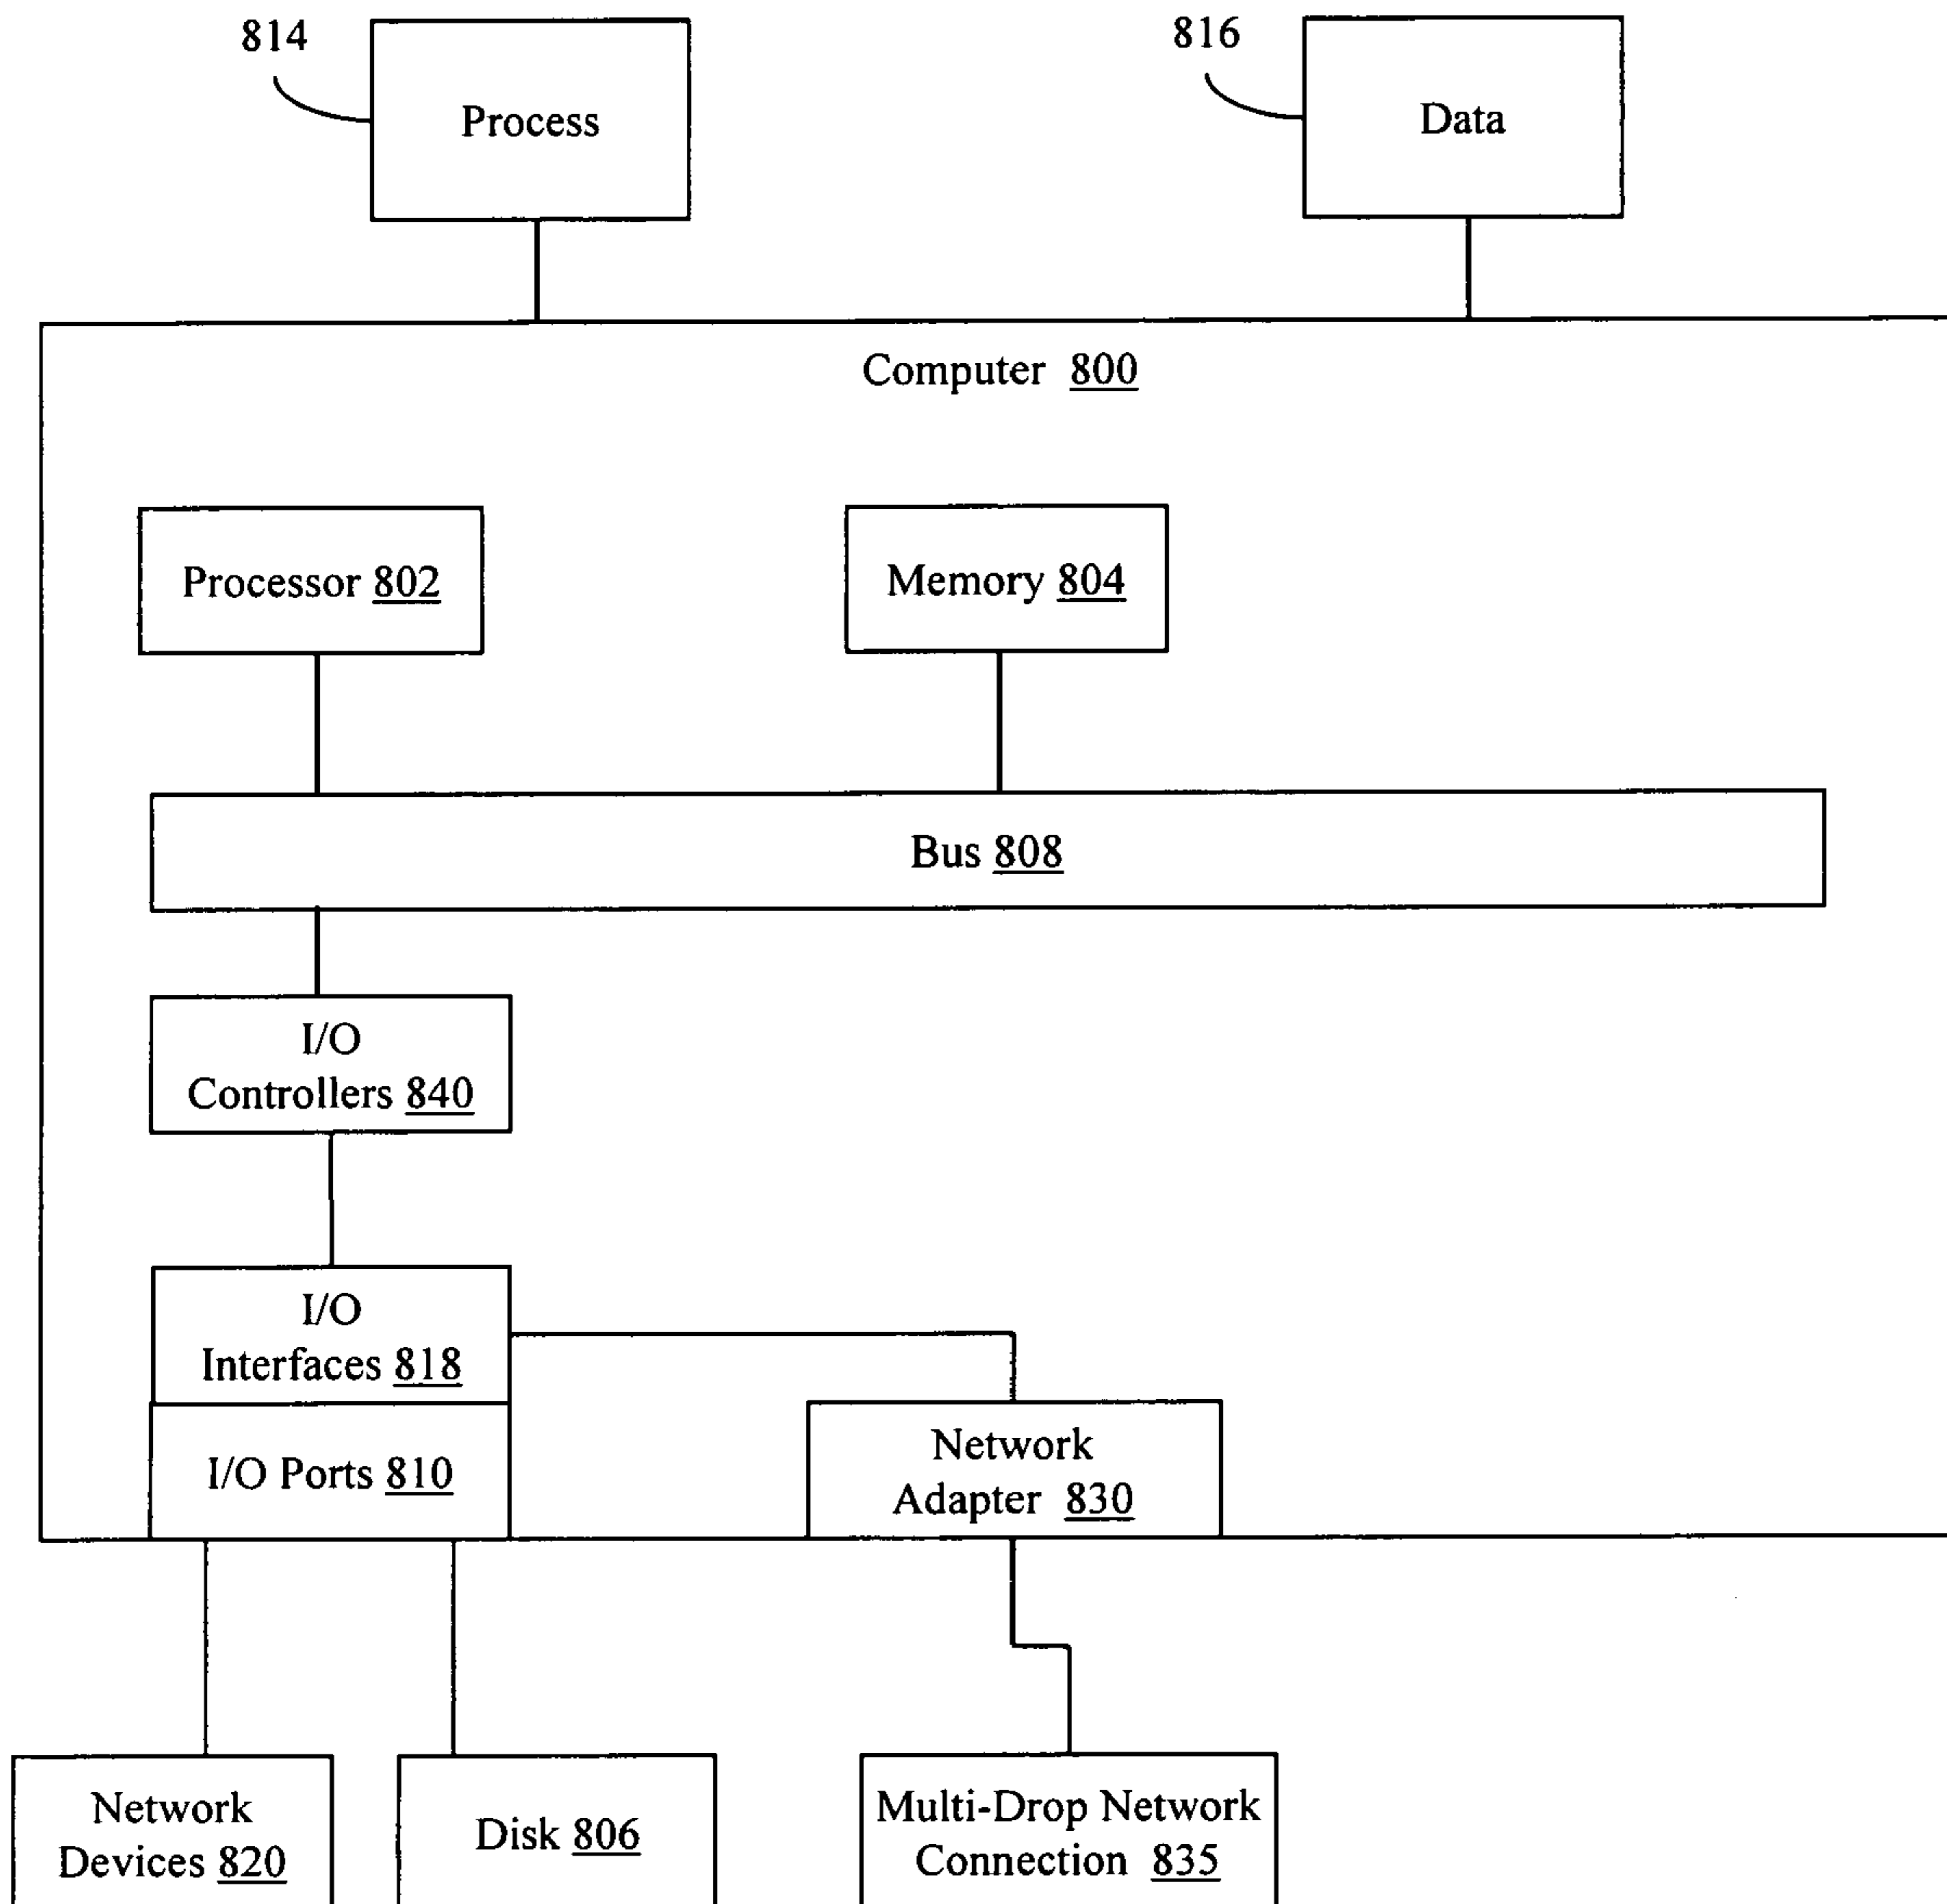 814
Process
816
Data
Computer 800
Processor 802
Memory 804
Bus 808
I/O
Controllers 840
I/O
Interfaces 818
I/O Ports 810
Network
Adapter 830
Network
Devices 820
Disk 806
Multi-Drop Network
Connection 835